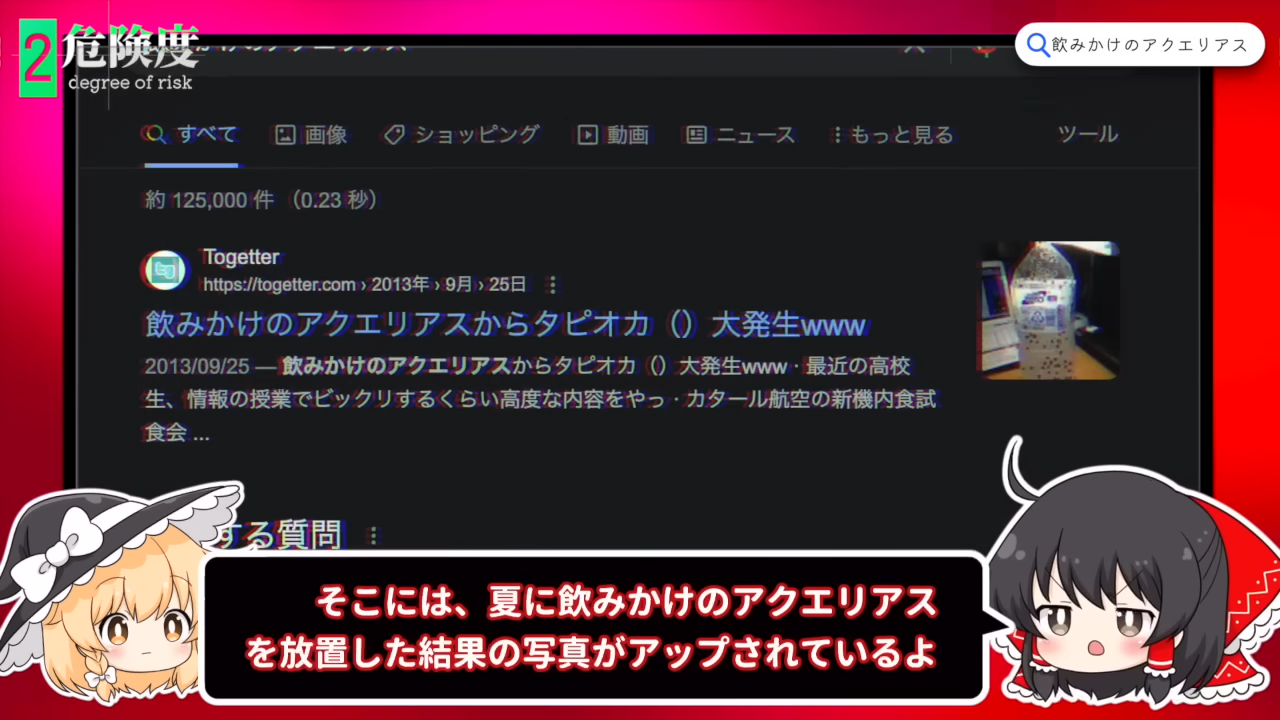 2
危険度
degree of risk
飲みかけのアクエリアス
すべて
画像
ショッピング
動画
ニュース
もっと見る
ツール
約 125,000 件 （0.23 秒）
Togetter
https://togetter.com › 2013年 › 9月 › 25日
飲みかけのアクエリアスからタピオカ（）大発生www
2013/09/25 — 飲みかけのアクエリアスからタピオカ（）大発生www · 最近の高校
生、情報の授業でビックリするくらい高度な内容をやっ · カタール航空の新機内食試
食会 ...
する質問
そこには、夏に飲みかけのアクエリアス
を放置した結果の写真がアップされているよ